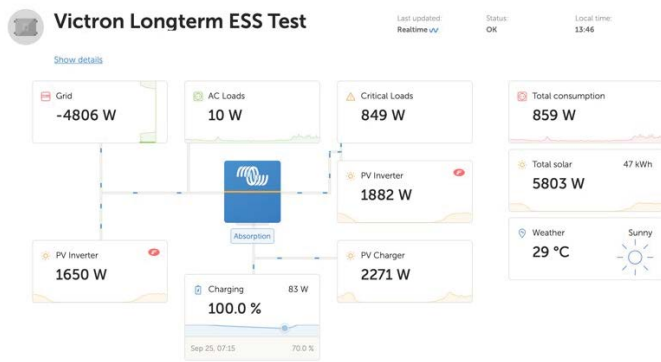 Victron Longterm ESS Test
Last updated:
Realtime
Status:
OK
Local time:
13:46
Show details
Grid
-4806 W
AC Loads
10 W
Critical Loads
849 W
Total consumption
859 W
PV Inverter
1882 W
Total solar
47 kWh
5803 W
Absorption
Weather
Sunny
29 °C
PV Inverter
1650 W
PV Charger
2271 W
Charging
83 W
100.0 %
Sep 25, 07:15
70.0 %